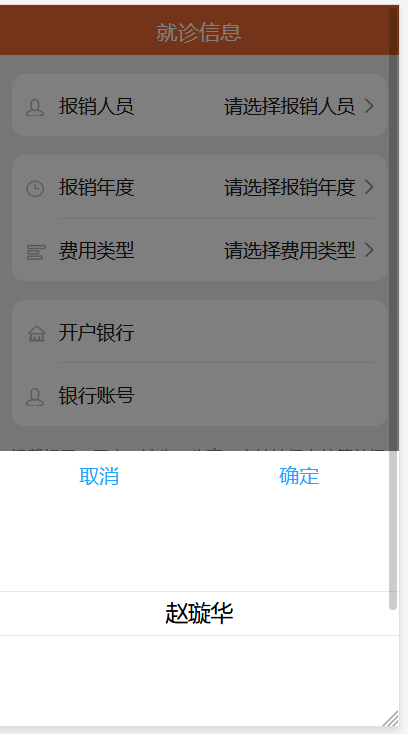 就诊信息
报销人员 请选择报销人员
报销年度 请选择报销年度
费用类型 请选择费用类型
开户银行
银行账号
取消 确定
赵璇华